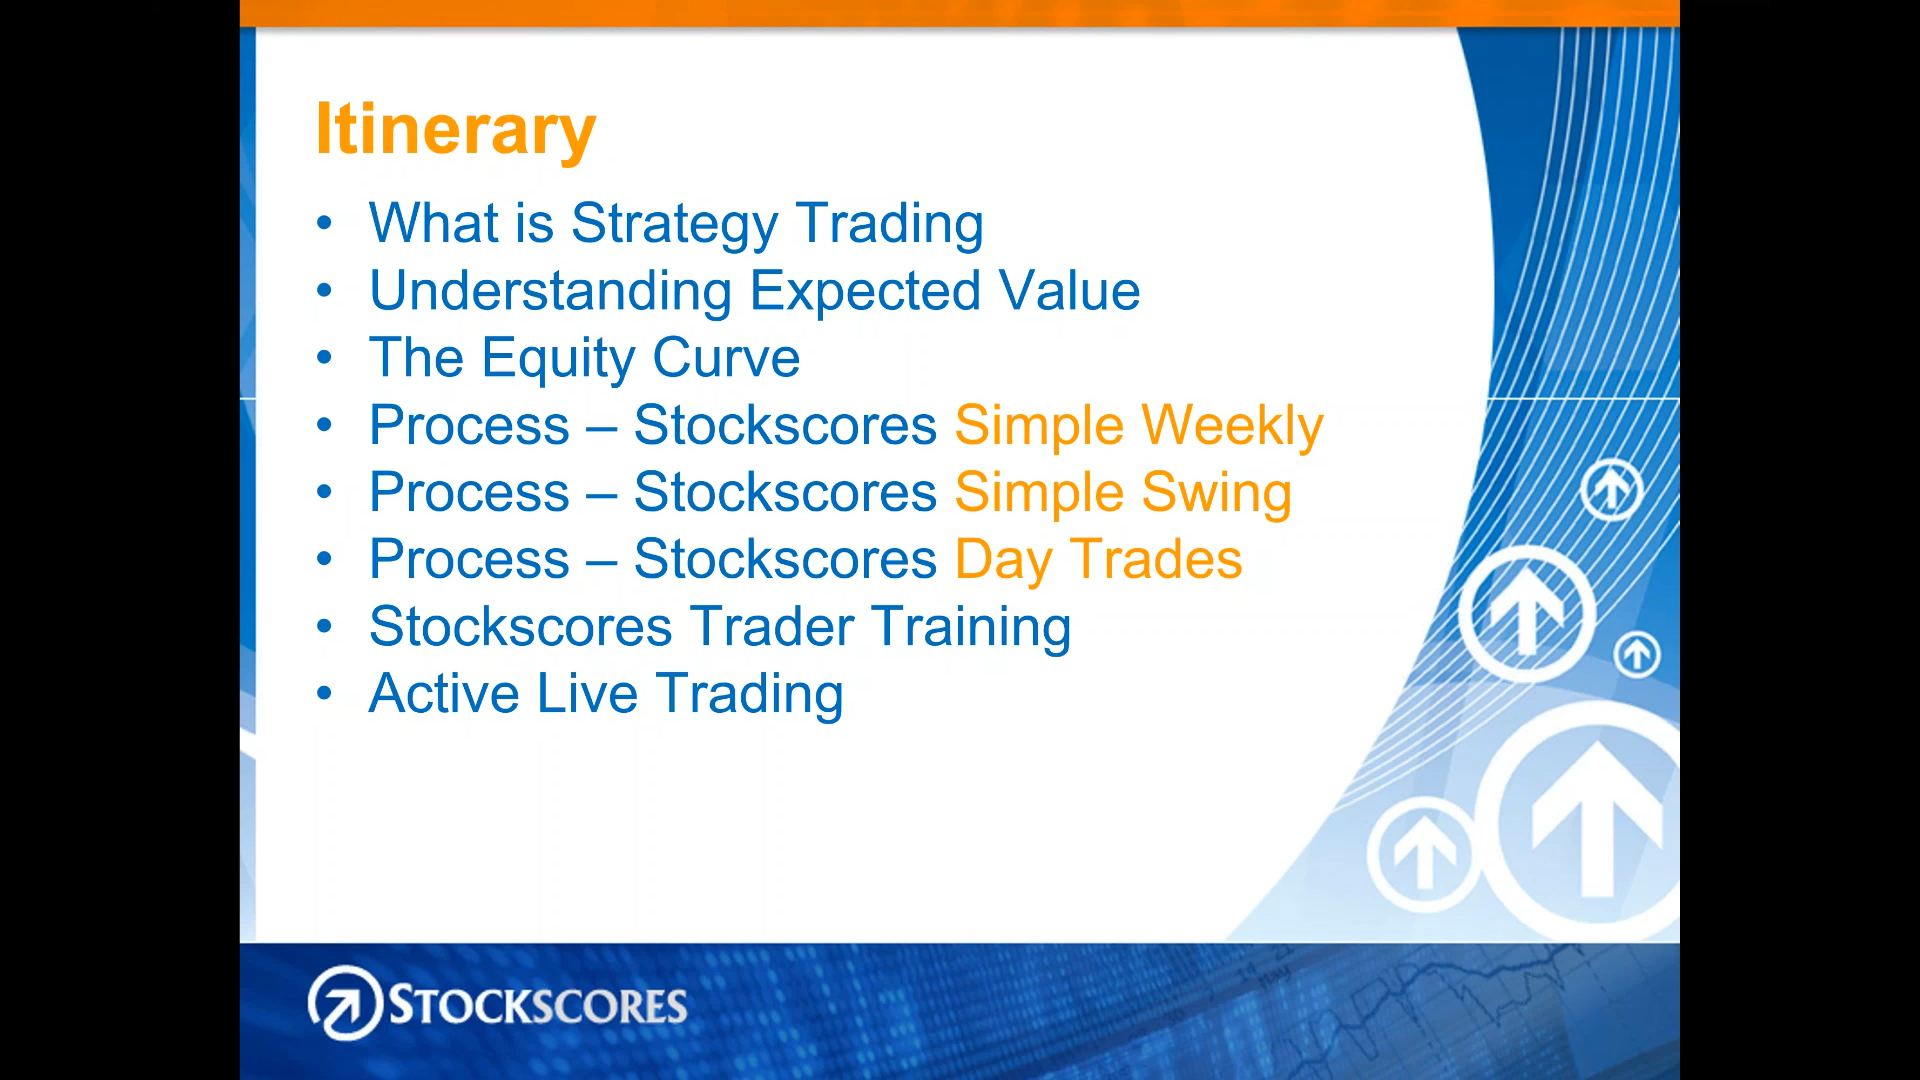 Itinerary
• What is Strategy Trading
• Understanding Expected Value
• The Equity Curve
• Process – Stockscores Simple Weekly
• Process – Stockscores Simple Swing
• Process – Stockscores Day Trades
• Stockscores Trader Training
• Active Live Trading
STOCKSCORES